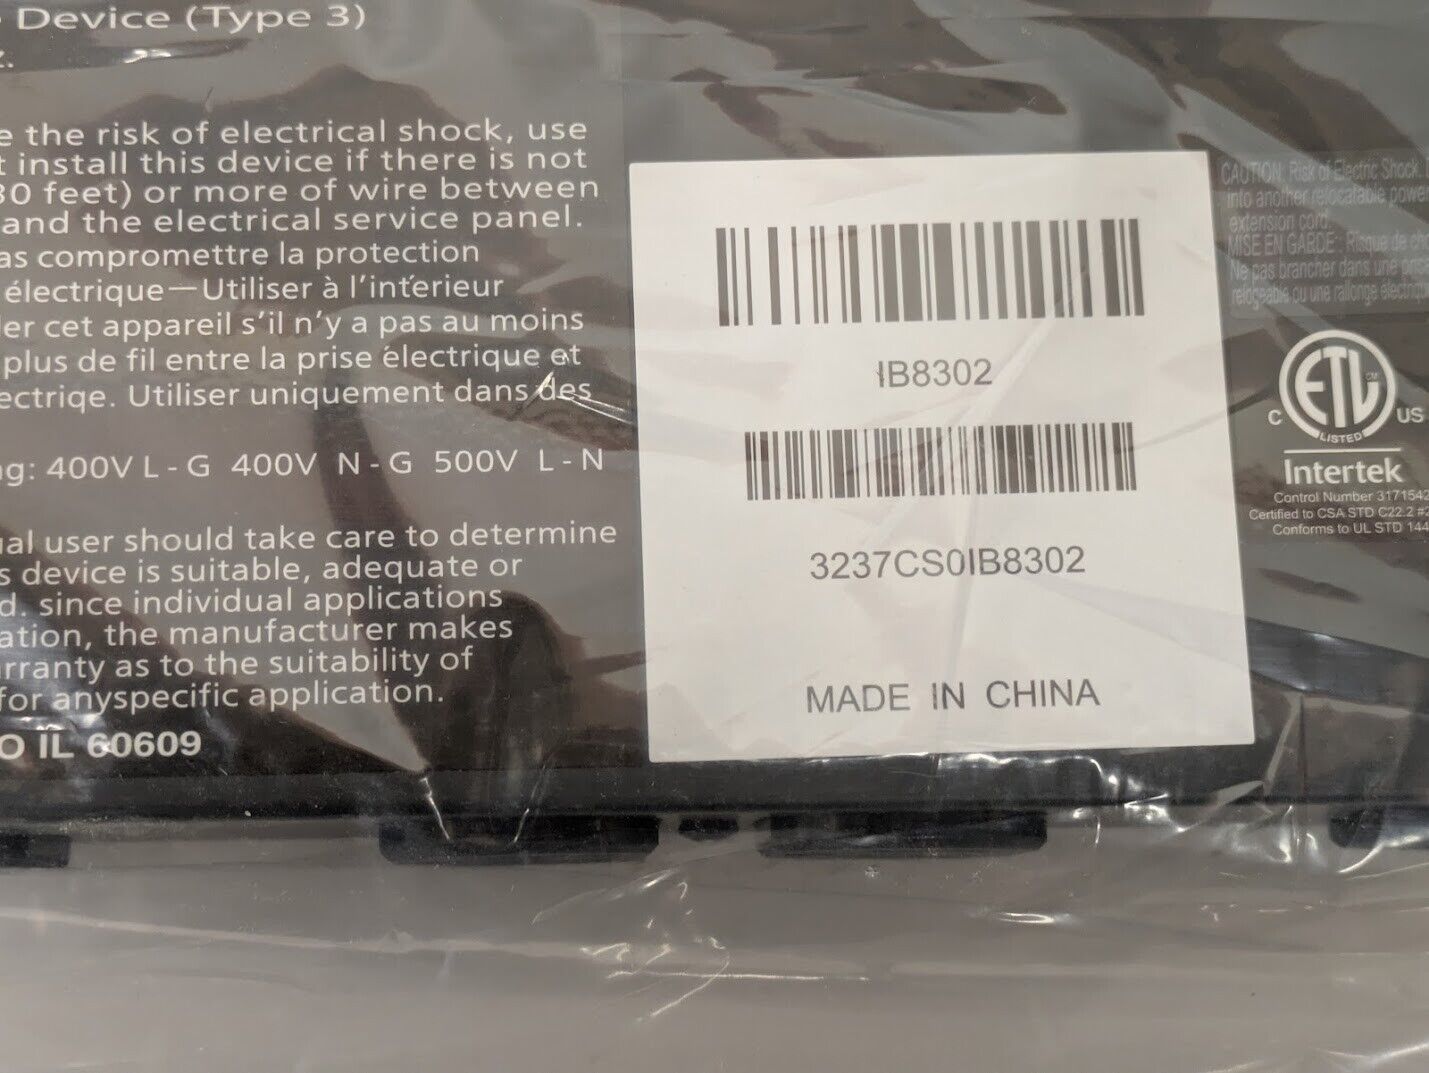 Device (Type 3)
z.
e the risk of electrical shock, use
t install this device if there is not
30 feet) or more of wire between
and the electrical service panel.
as compromettre la protection
électrique—Utiliser à l'interieur
ler cet appareil s'il n'y a pas au moins
plus de fil entre la prise électrique et
ectriqe. Utiliser uniquement dans des
ng: 400V L - G 400V N - G 500V L - N
ual user should take care to determine
s device is suitable, adequate or
d. since individual applications
ation, the manufacturer makes
arranty as to the suitability of
for anyspecific application.
O IL 60609
IB8302
3237CS0IB8302
MADE IN CHINA
CAUTION: Risk of Electric Shock.
into another relocatable power
extension cord.
MISE EN GARDE : Risque de cho
Ne pas brancher dans une prise
relogeable ou une rallonge électriqu
ETL
CM
C
US
LISTED
Intertek
Control Number 3171542
Certified to CSA STD C22.2 #2
Conforms to UL STD 144